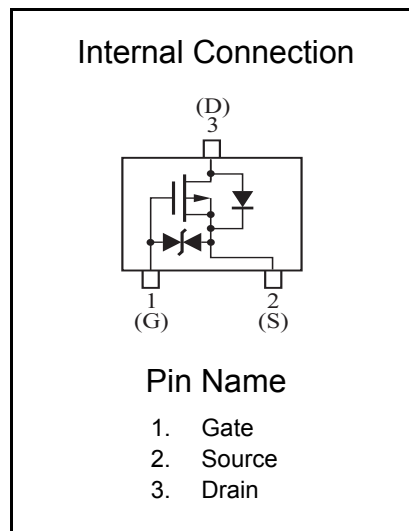 Internal Connection
(D)
3
1 2
(G) (S)
Pin Name
1. Gate
2. Source
3. Drain